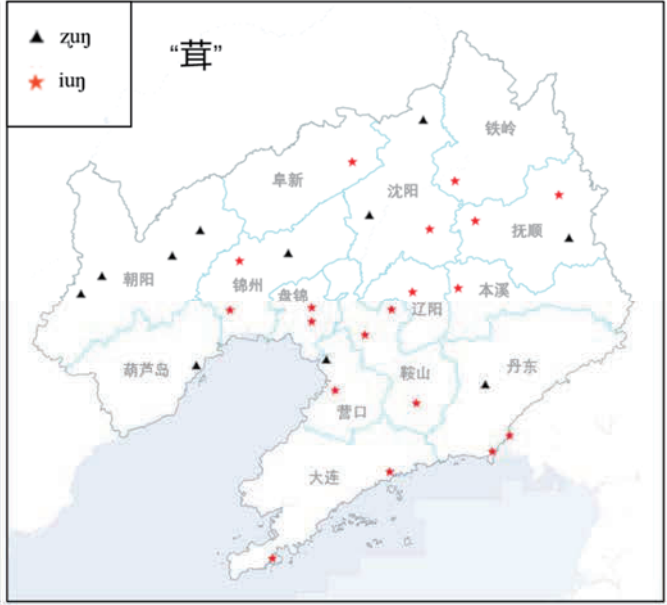 ʐuŋ
“茸”
iuŋ
铁岭
阜新
沈阳
抚顺
朝阳
锦州
盘锦
本溪
辽阳
葫芦岛
鞍山
丹东
营口
大连